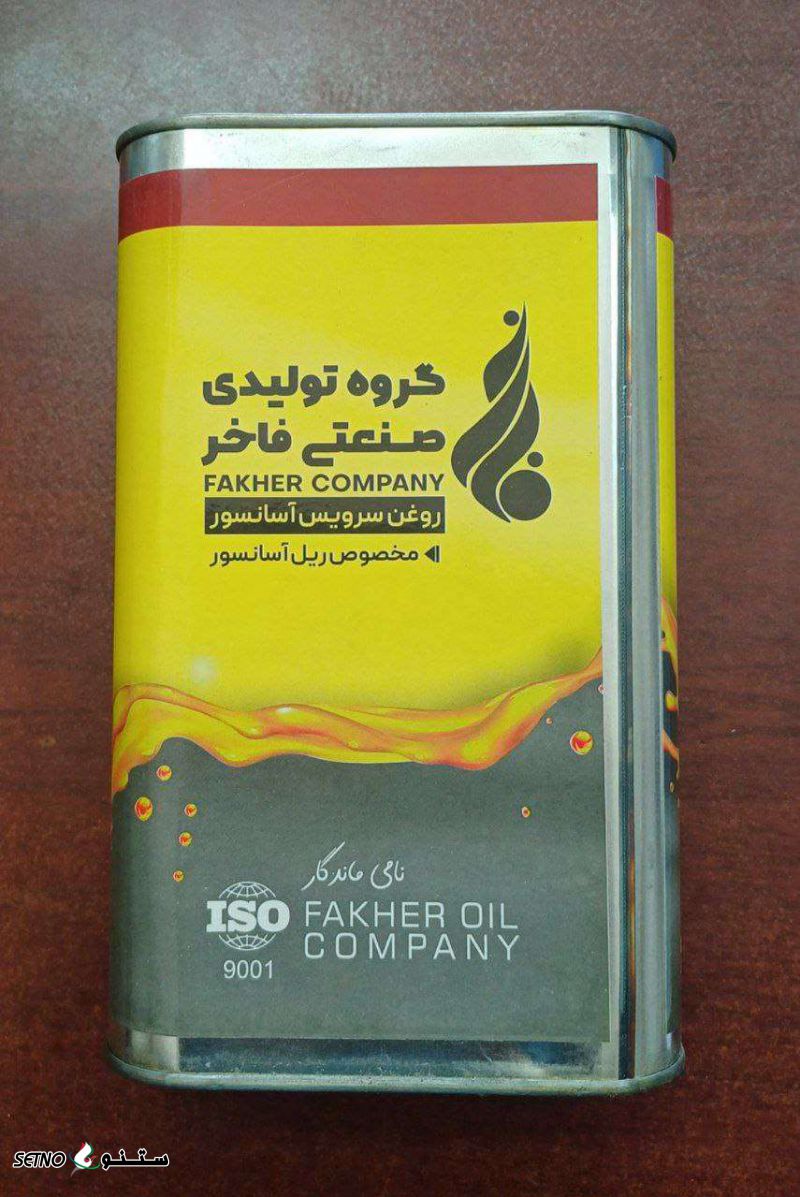 گروه تولیدی
صنعتی فاخر
FAKHER COMPANY
روغن سرویس آسانسور
مخصوص ریل آسانسور
نامی ماندگار
ISO
9001
FAKHER OIL
COMPANY
SETNO ستنو